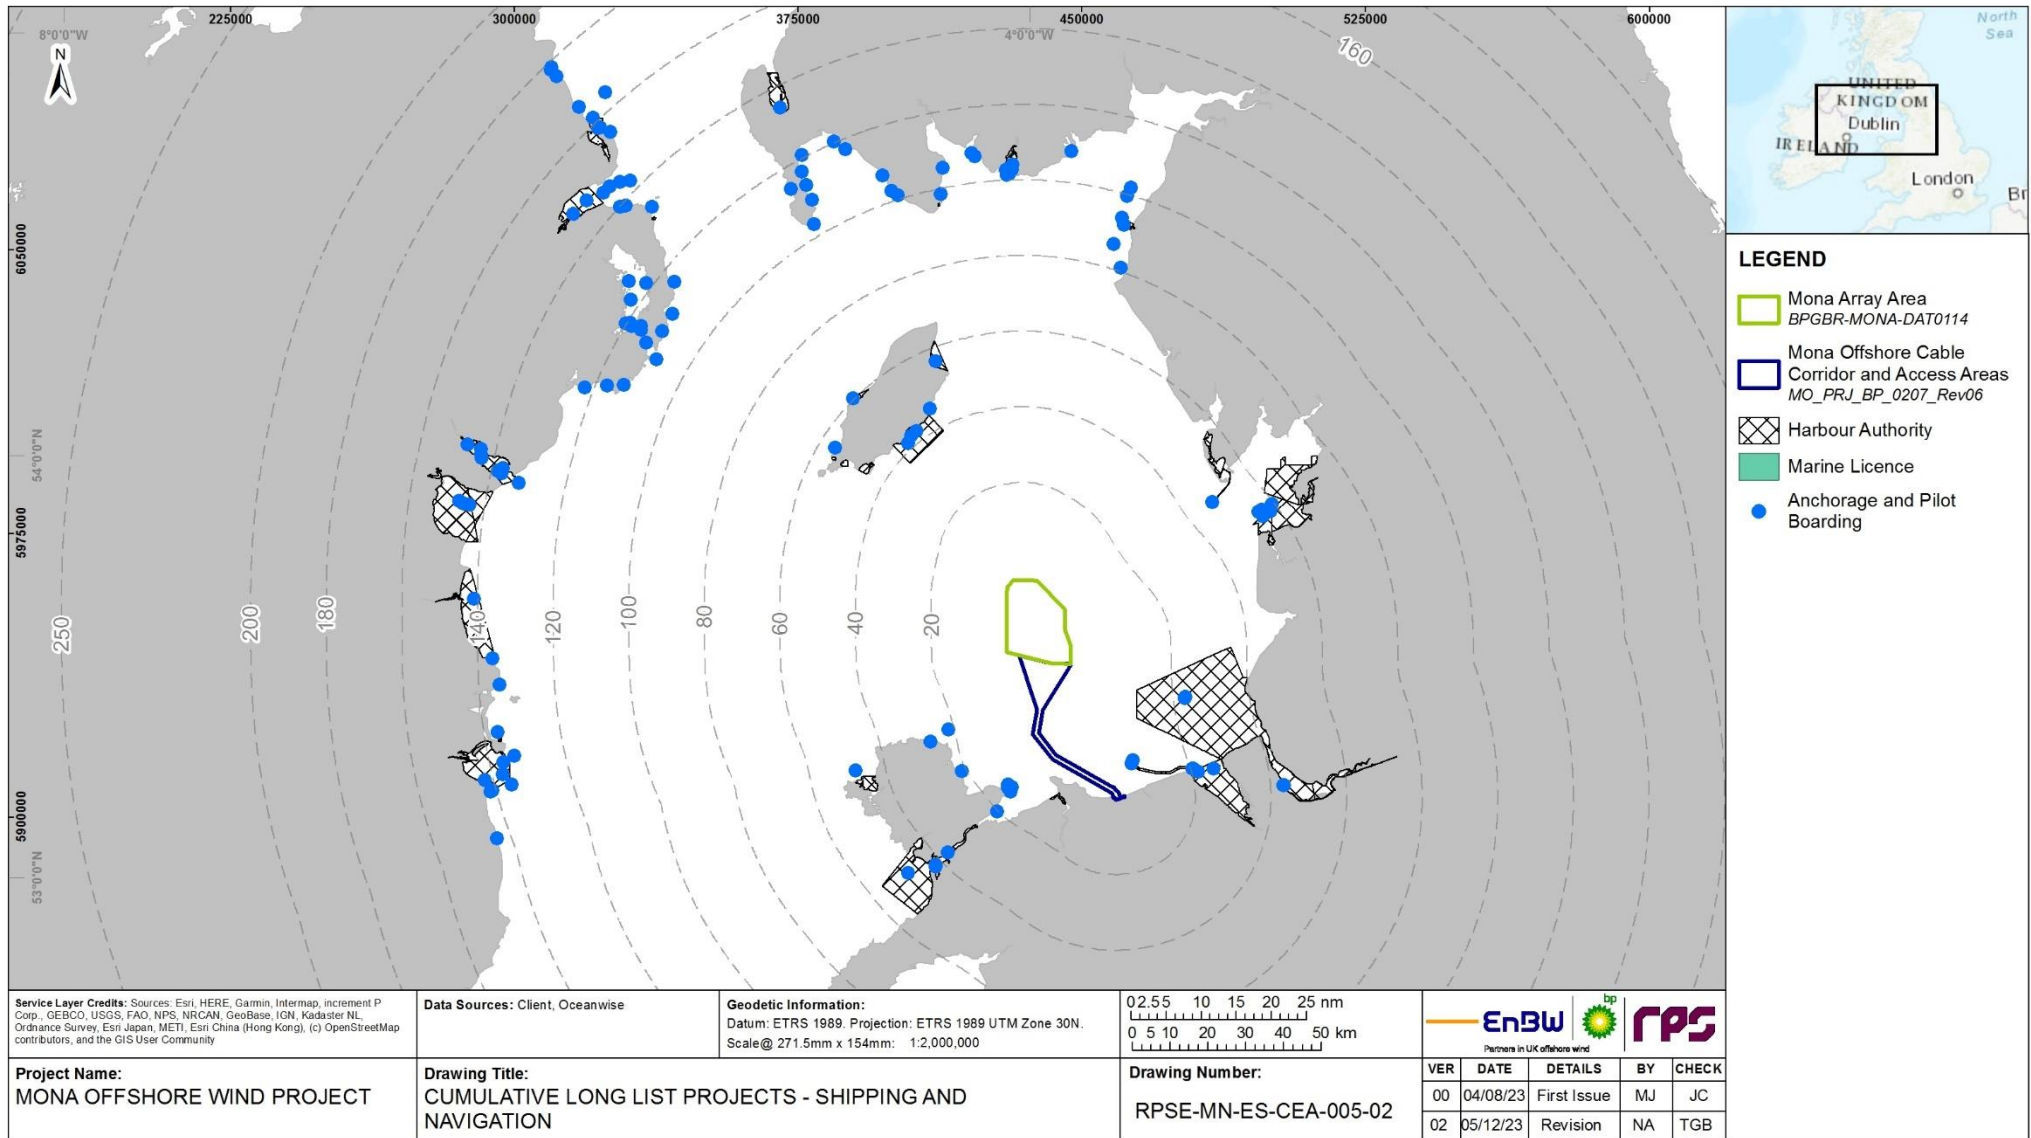 225000
300000
375000
450000
525000
600000
8°0'0"W
4°0'0"W
N
160
6050000
54°0'0"N
5975000
5900000
53°0'0"N
250
200
180
140
120
100
80
60
40
20
North
Sea
UNITED
KINGDOM
Dublin
IRELAND
London
Br
LEGEND
Mona Array Area
BPGBR-MONA-DAT0114
Mona Offshore Cable
Corridor and Access Areas
MO_PRJ_BP_0207_Rev06
Harbour Authority
Marine Licence
Anchorage and Pilot
Boarding
Service Layer Credits: Sources: Esri, HERE, Garmin, Intermap, increment P
Corp., GEBCO, USGS, FAO, NPS, NRCAN, GeoBase, IGN, Kadaster NL,
Ordnance Survey, Esri Japan, METI, Esri China (Hong Kong), (c) OpenStreetMap
contributors, and the GIS User Community
Data Sources: Client, Oceanwise
Geodetic Information:
Datum: ETRS 1989. Projection: ETRS 1989 UTM Zone 30N.
Scale@ 271.5mm x 154mm: 1:2,000,000
0 2.5 5 10 15 20 25 nm
0 5 10 20 30 40 50 km
EnBW bp rps
Partners in UK offshore wind
Project Name:
MONA OFFSHORE WIND PROJECT
Drawing Title:
CUMULATIVE LONG LIST PROJECTS - SHIPPING AND
NAVIGATION
Drawing Number:
RPSE-MN-ES-CEA-005-02
VER DATE DETAILS BY CHECK
00 04/08/23 First Issue MJ JC
02 05/12/23 Revision NA TGB